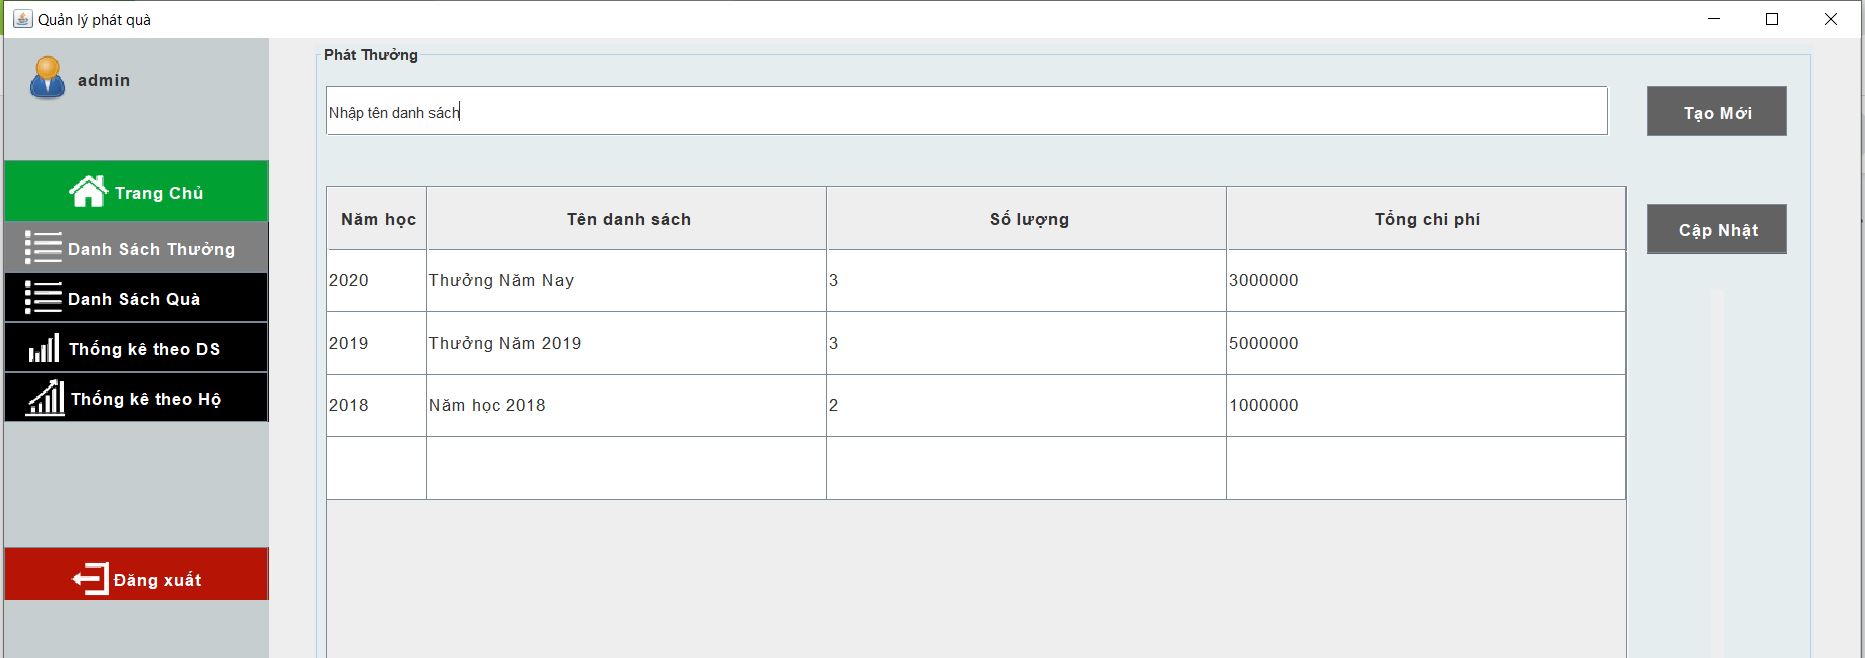 Quản lý phát quà
admin
Trang Chủ
Danh Sách Thưởng
Danh Sách Quà
Thống kê theo DS
Thống kê theo Hộ
Đăng xuất
Phát Thưởng
Nhập tên danh sách
Tạo Mới
Cập Nhật
Năm học Tên danh sách Số lượng Tổng chi phí
2020 Thưởng Năm Nay 3 3000000
2019 Thưởng Năm 2019 3 5000000
2018 Năm học 2018 2 1000000